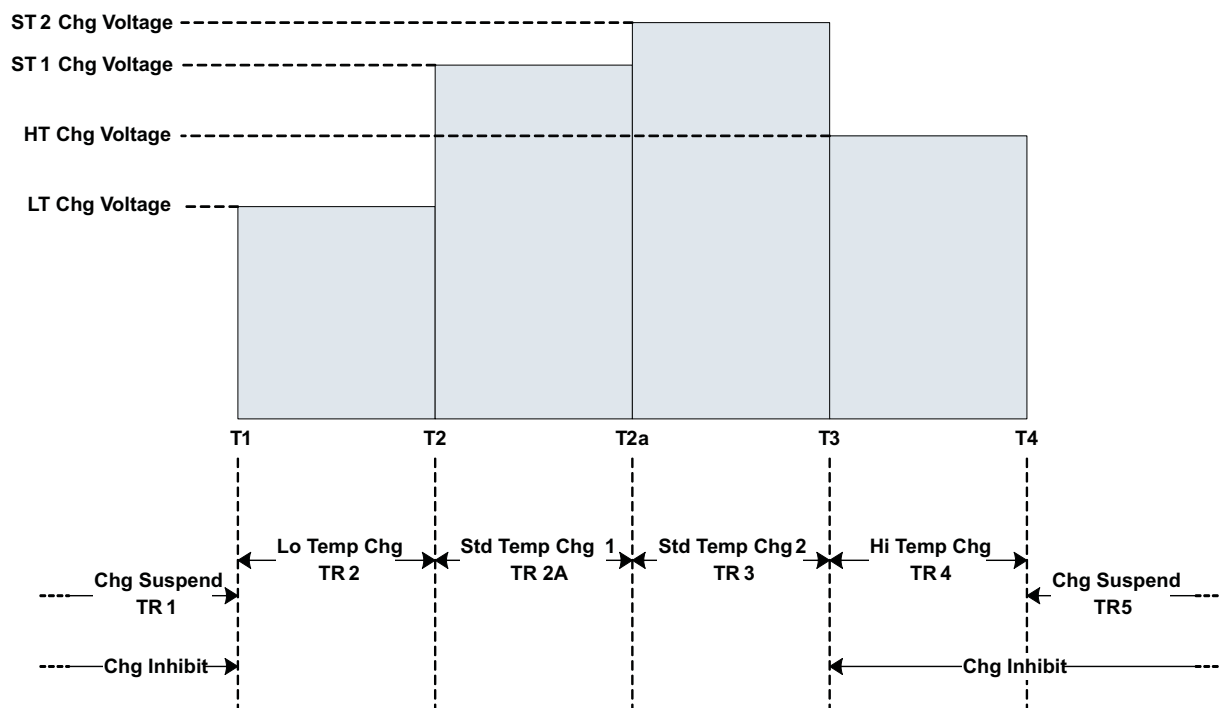 ST 2 Chg Voltage
ST 1 Chg Voltage
HT Chg Voltage
LT Chg Voltage
T1
T2
T2a
T3
T4
Lo Temp Chg
TR 2
Std Temp Chg 1
TR 2A
Std Temp Chg 2
TR 3
Hi Temp Chg
TR 4
Chg Suspend
TR 1
Chg Suspend
TR5
Chg Inhibit
Chg Inhibit